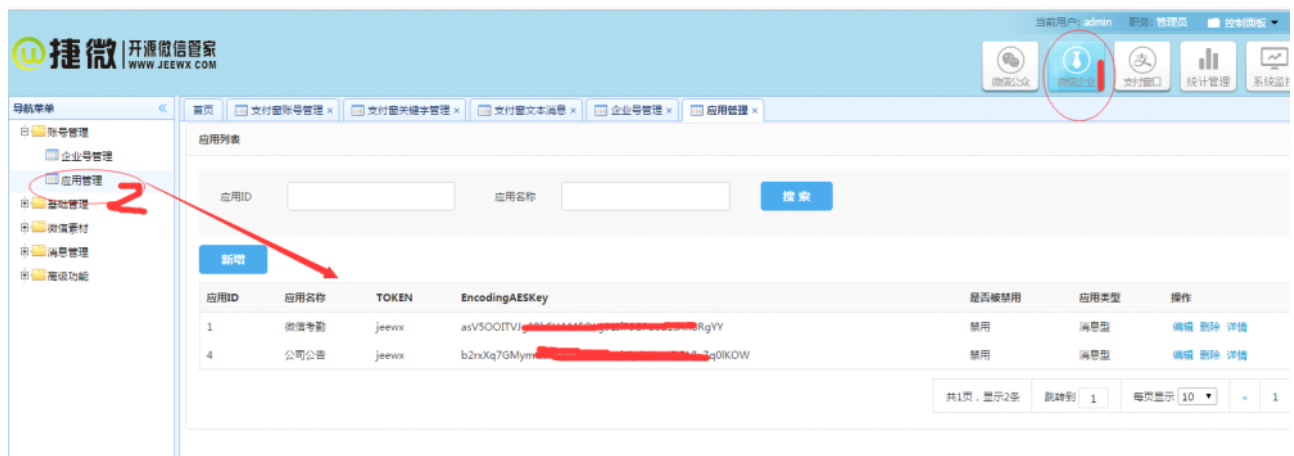 当前用户: admin 职务: 管理员 控制面板
@捷微 开源微信管家
WWW JEEWX COM
微信公众 微信企业 支付窗口 统计管理 系统监控
1
导航菜单
首页 支付窗账号管理 × 支付窗关键字管理 × 支付窗文本消息 × 企业号管理 × 应用管理 ×
账号管理
企业号管理
应用管理
2
基础管理
微信素材
消息管理
高级功能
应用列表
应用ID 应用名称 搜 索
新增
应用ID 应用名称 TOKEN EncodingAESKey 是否被禁用 应用类型 操作
1 微信考勤 jeewx 禁用 消息型 编辑 删除 详情
4 公司公告 jeewx 禁用 消息型 编辑 删除 详情
共1页，显示2条 跳转到 1 每页显示 10 « 1